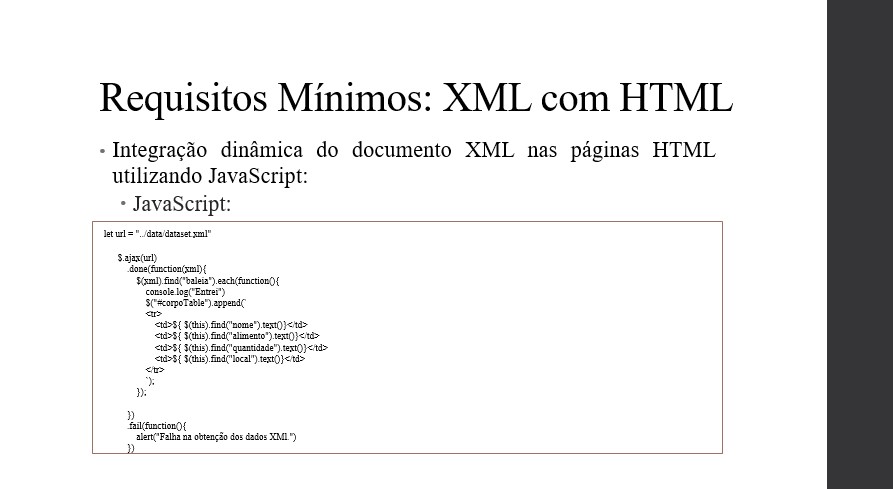 Requisitos Mínimos: XML com HTML
• Integração dinâmica do documento XML nas páginas HTML
utilizando JavaScript:
• JavaScript:
let url = "../data/dataset.xml"
$.ajax(url)
.done(function(xml){
$(xml).find("baleia").each(function(){
console.log("Entrei")
$("#corpoTable").append(`
<tr>
<td>${ $(this).find("nome").text()}</td>
<td>${ $(this).find("alimento").text()}</td>
<td>${ $(this).find("quantidade").text()}</td>
<td>${ $(this).find("local").text()}</td>
</tr>
`);
});
})
.fail(function(){
alert("Falha na obtenção dos dados XMl.")
})